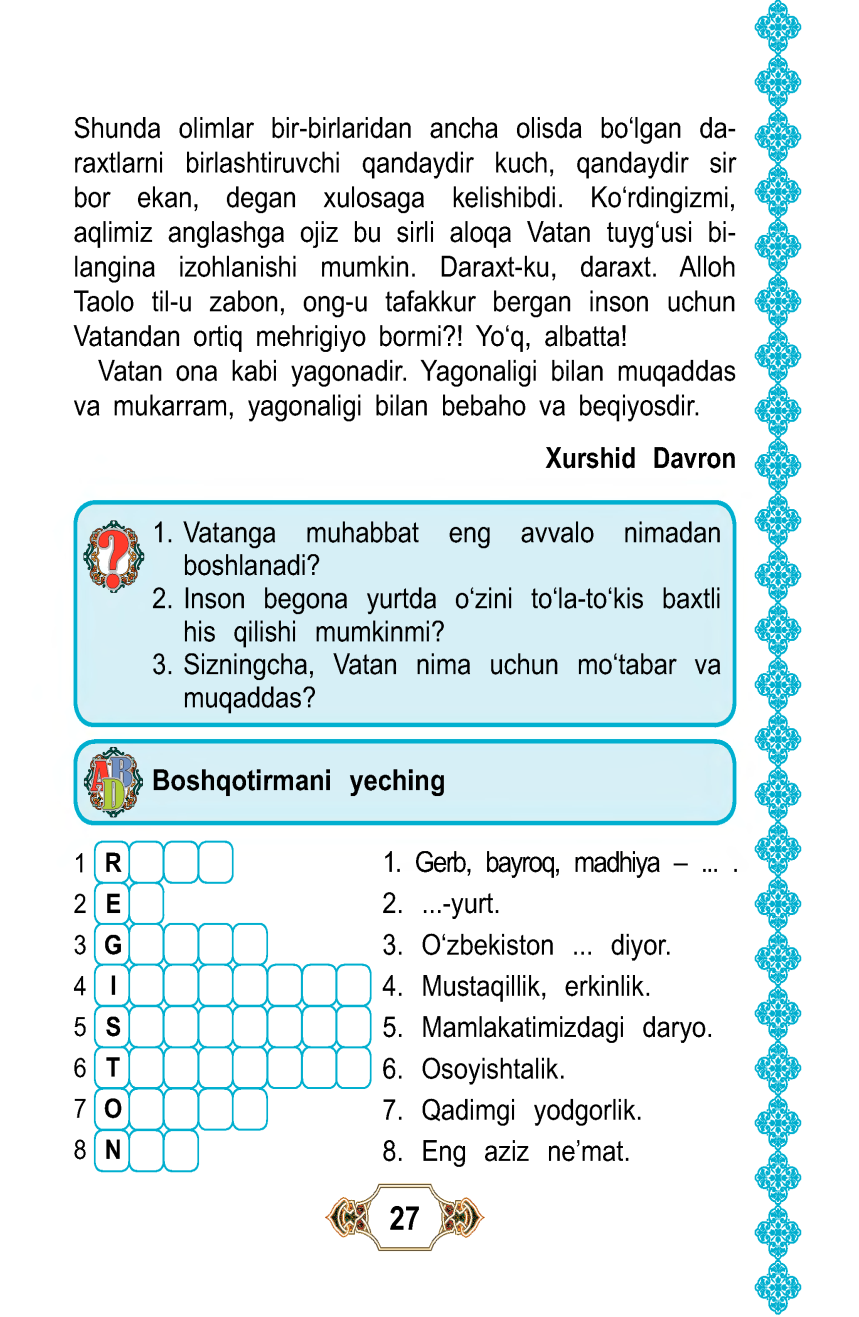 Shunda olimlar bir-birlaridan ancha olisda bo‘lgan da-
raxtlarni birlashtiruvchi qandaydir kuch, qandaydir sir
bor ekan, degan xulosaga kelishibdi. Ko‘rdingizmi,
aqlimiz anglashga ojiz bu sirli aloqa Vatan tuyg‘usi bi-
langina izohlanishi mumkin. Daraxt-ku, daraxt. Alloh
Taolo til-u zabon, ong-u tafakkur bergan inson uchun
Vatandan ortiq mehrigiyo bormi?! Yo‘q, albatta!
Vatan ona kabi yagonadir. Yagonaligi bilan muqaddas
va mukarram, yagonaligi bilan bebaho va beqiyosdir.
Xurshid Davron
?
1. Vatanga muhabbat eng avvalo nimadan
boshlanadi?
2. Inson begona yurtda o‘zini to‘la-to‘kis baxtli
his qilishi mumkinmi?
3. Sizningcha, Vatan nima uchun mo‘tabar va
muqaddas?
ABD
Boshqotirmani yeching
1 R
2 E
3 G
4 I
5 S
6 T
7 O
8 N
1. Gerb, bayroq, madhiya – ... .
2. ...-yurt.
3. O‘zbekiston ... diyor.
4. Mustaqillik, erkinlik.
5. Mamlakatimizdagi daryo.
6. Osoyishtalik.
7. Qadimgi yodgorlik.
8. Eng aziz ne’mat.
27